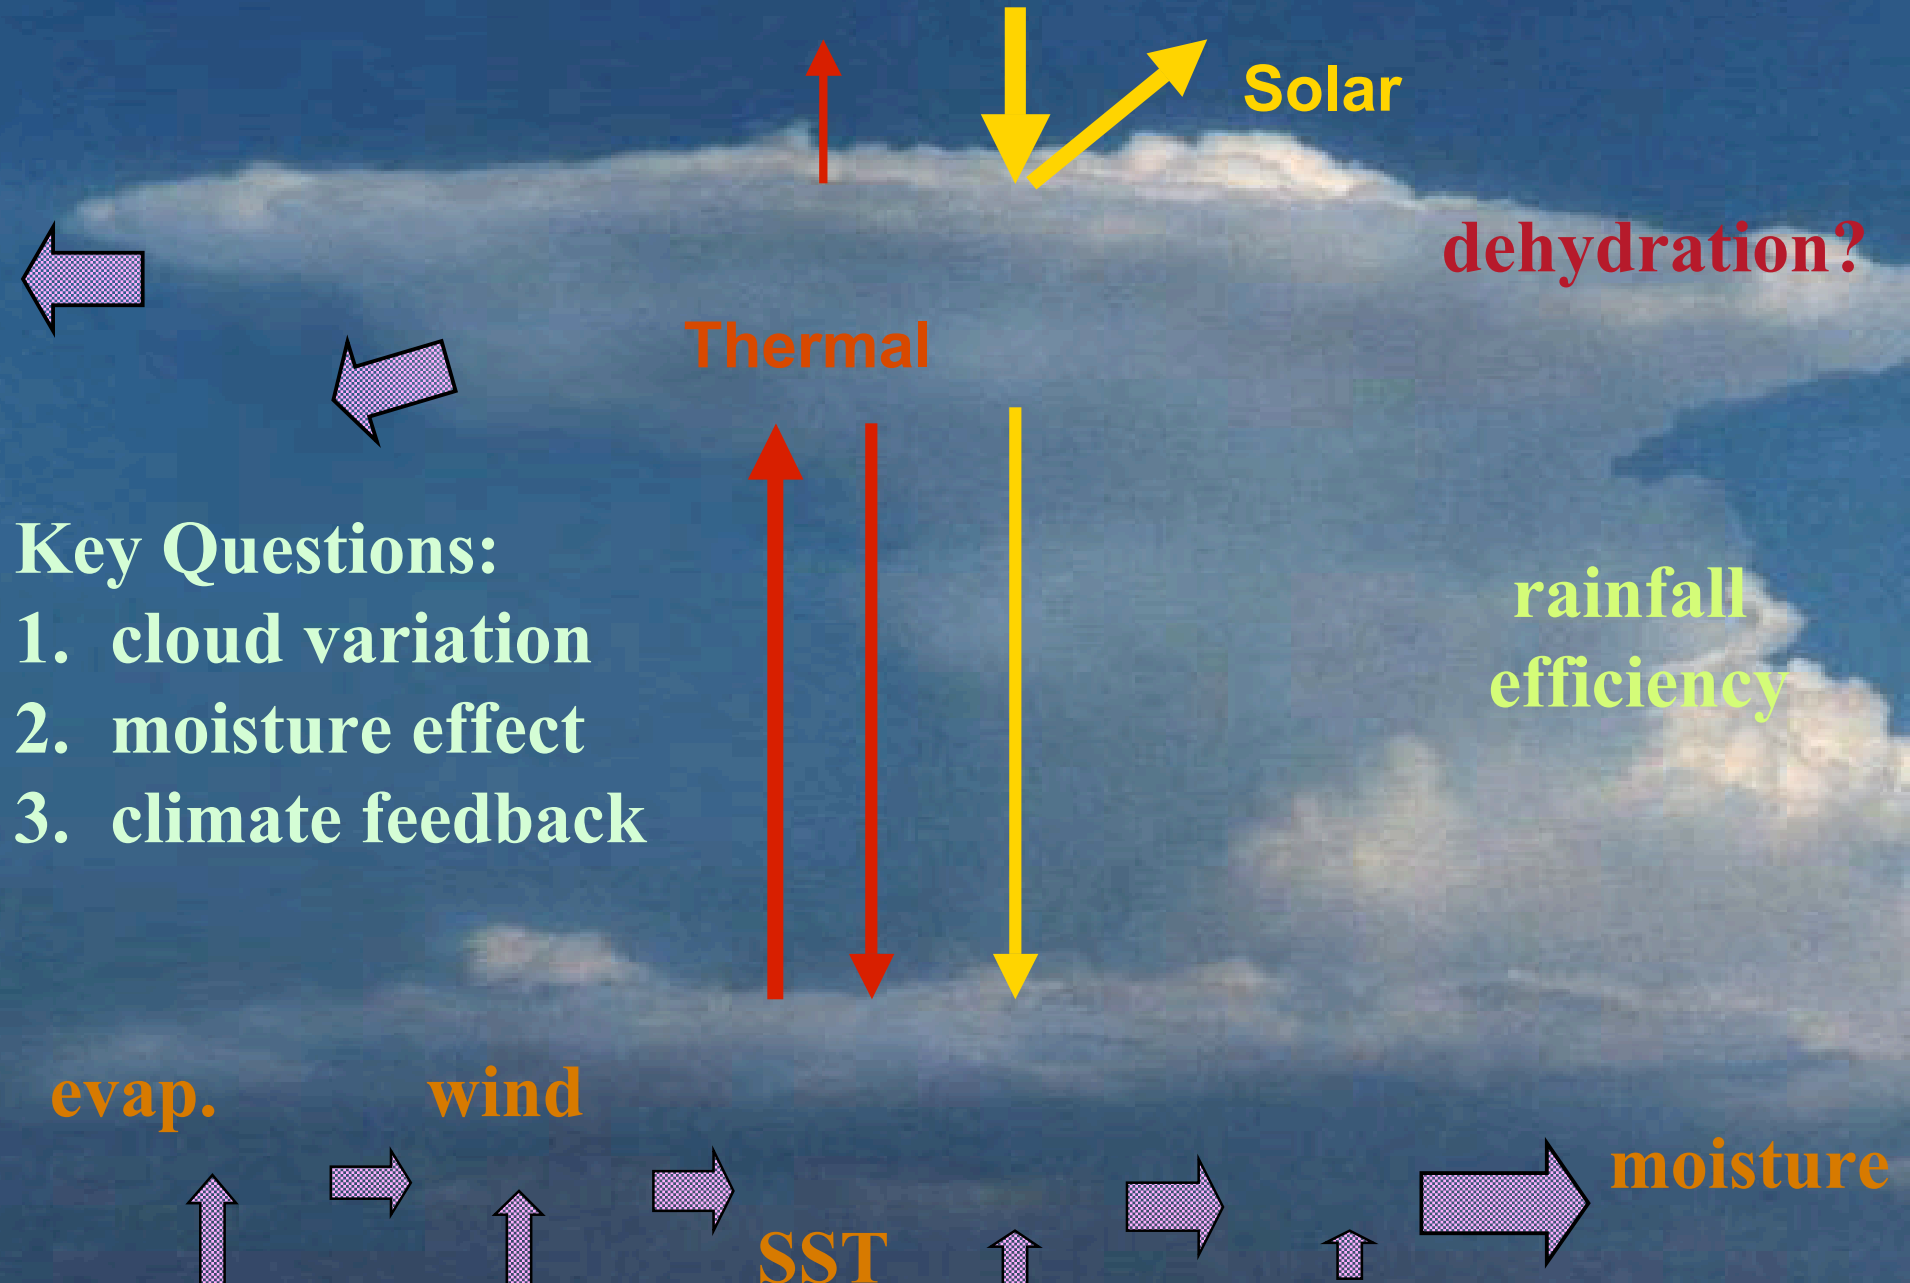 Solar
dehydration?
Thermal
Key Questions:
1. cloud variation
2. moisture effect
3. climate feedback
rainfall
efficiency
evap.
wind
moisture
SST